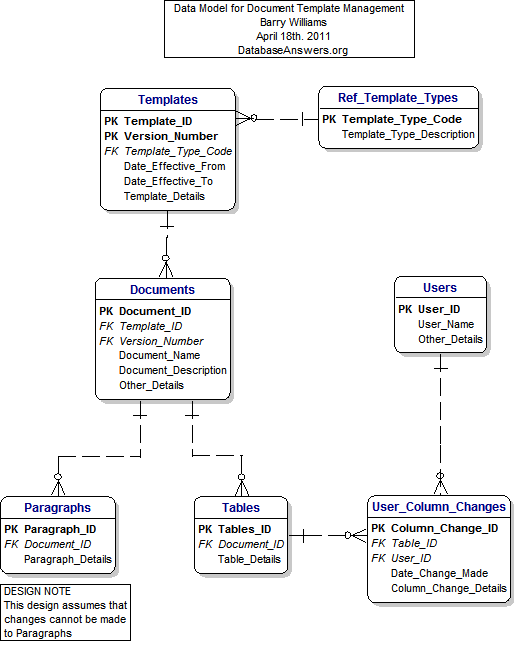 Data Model for Document Template Management
Barry Williams
April 18th. 2011
DatabaseAnswers.org
Templates
PK Template_ID
PK Version_Number
FK Template_Type_Code
Date_Effective_From
Date_Effective_To
Template_Details
Ref_Template_Types
PK Template_Type_Code
Template_Type_Description
Documents
PK Document_ID
FK Template_ID
FK Version_Number
Document_Name
Document_Description
Other_Details
Users
PK User_ID
User_Name
Other_Details
Paragraphs
PK Paragraph_ID
FK Document_ID
Paragraph_Details
Tables
PK Tables_ID
FK Document_ID
Table_Details
User_Column_Changes
PK Column_Change_ID
FK Table_ID
FK User_ID
Date_Change_Made
Column_Change_Details
DESIGN NOTE
This design assumes that
changes cannot be made
to Paragraphs